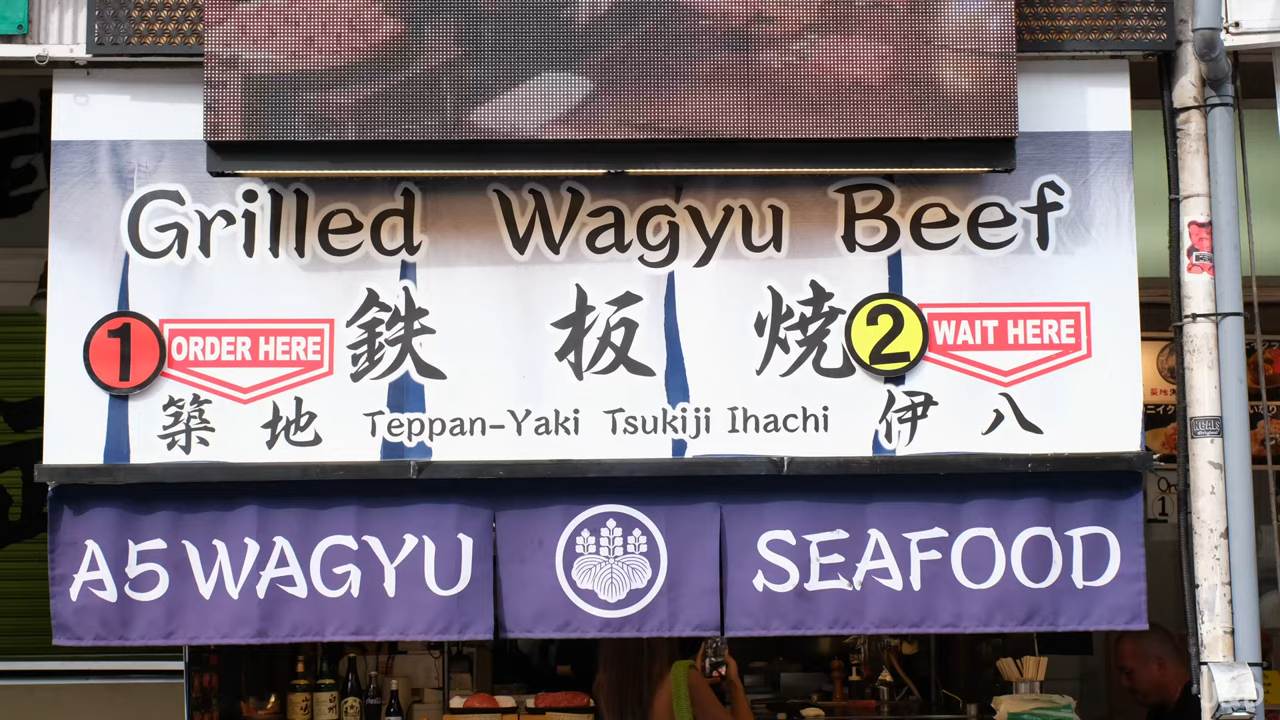 Grilled Wagyu Beef
鉄板焼
1 ORDER HERE
2 WAIT HERE
築地 Teppan-Yaki Tsukiji Ihachi 伊八
A5 WAGYU
SEAFOOD